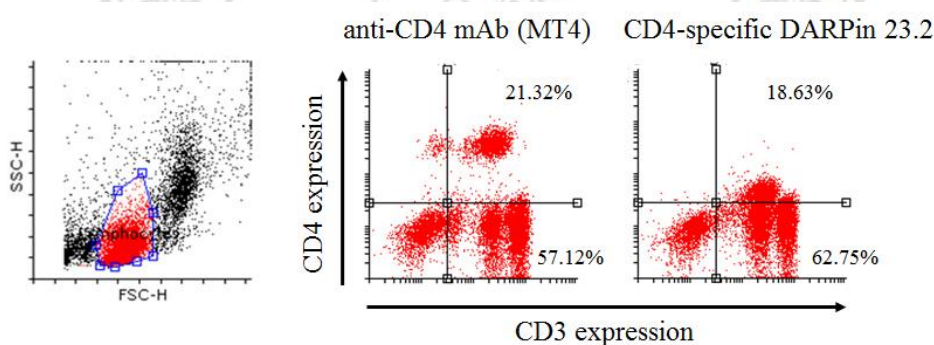 anti-CD4 mAb (MT4) CD4-specific DARPin 23.2
21.32% 18.63%
SSC-H
CD4 expression
57.12% 62.75%
FSC-H
CD3 expression